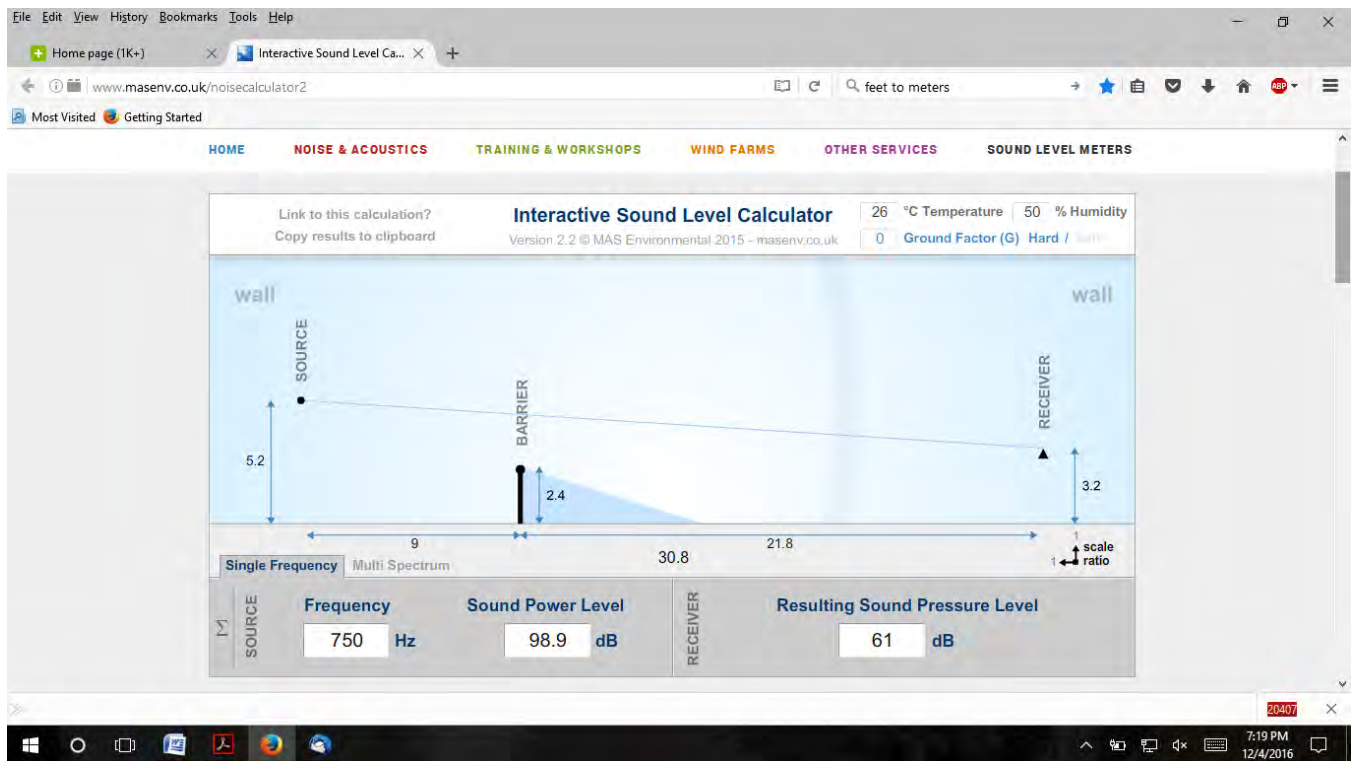 File Edit View History Bookmarks Tools Help
Home page (1K+)
Interactive Sound Level Ca...
www.masenv.co.uk/noisecalculator2
feet to meters
ABP
Most Visited Getting Started
HOME NOISE & ACOUSTICS TRAINING & WORKSHOPS WIND FARMS OTHER SERVICES SOUND LEVEL METERS
Link to this calculation?
Copy results to clipboard
Interactive Sound Level Calculator
Version 2.2 © MAS Environmental 2015 - masenv.co.uk
26 °C Temperature 50 % Humidity
0 Ground Factor (G) Hard /
wall
wall
SOURCE
BARRIER
RECEIVER
5.2
2.4
3.2
9
21.8
30.8
1
scale
1 ratio
Single Frequency Multi Spectrum
Σ
SOURCE
Frequency
750 Hz
Sound Power Level
98.9 dB
RECEIVER
Resulting Sound Pressure Level
61 dB
20407
7:19 PM
12/4/2016